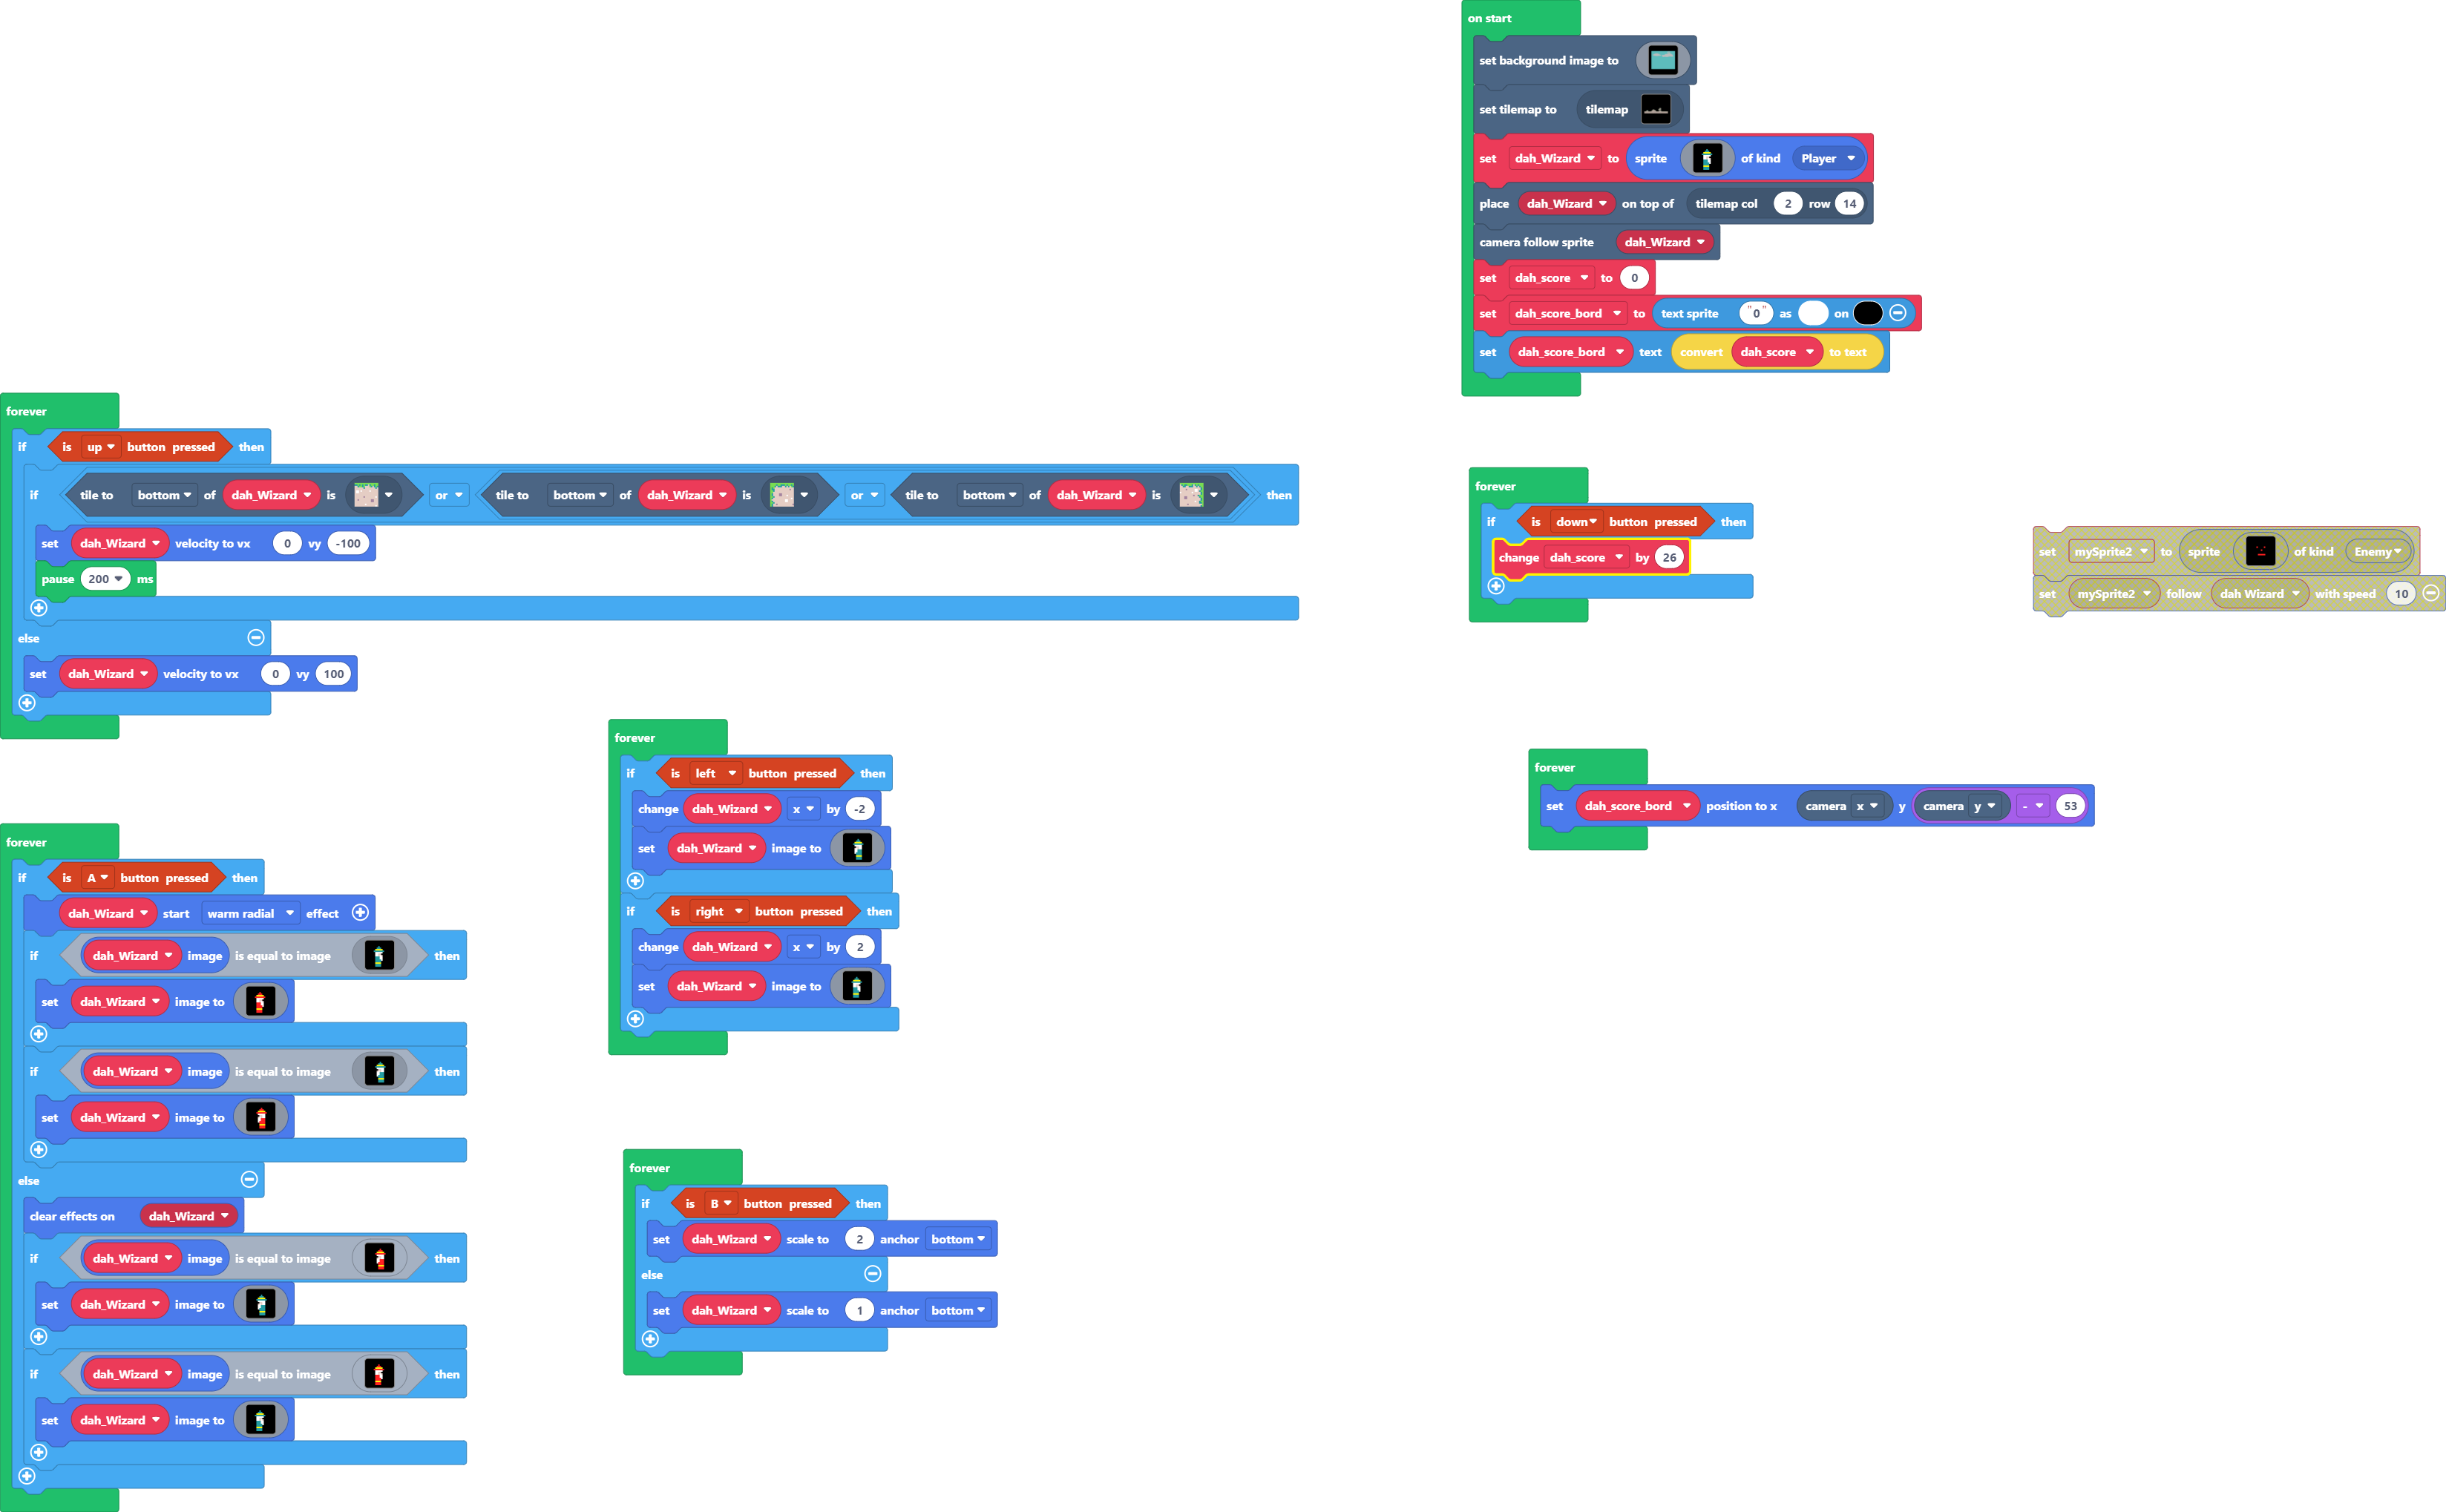 on start
set background image to
set tilemap to tilemap
set dah_Wizard to sprite of kind Player
place dah_Wizard on top of tilemap col 2 row 14
camera follow sprite dah_Wizard
set dah_score to 0
set dah_score_bord to text sprite "0" as on
set dah_score_bord text convert dah_score to text
forever
if is up button pressed then
if tile to bottom of dah_Wizard is or tile to bottom of dah_Wizard is or tile to bottom of dah_Wizard is then
set dah_Wizard velocity to vx 0 vy -100
pause 200 ms
else
set dah_Wizard velocity to vx 0 vy 100
forever
if is down button pressed then
change dah_score by 26
set mySprite2 to sprite of kind Enemy
set mySprite2 follow dah Wizard with speed 10
forever
if is left button pressed then
change dah_Wizard x by -2
set dah_Wizard image to
if is right button pressed then
change dah_Wizard x by 2
set dah_Wizard image to
forever
set dah_score_bord position to x camera x y camera y - 53
forever
if is A button pressed then
dah_Wizard start warm radial effect
if dah_Wizard image is equal to image then
set dah_Wizard image to
if dah_Wizard image is equal to image then
set dah_Wizard image to
else
clear effects on dah_Wizard
if dah_Wizard image is equal to image then
set dah_Wizard image to
if dah_Wizard image is equal to image then
set dah_Wizard image to
forever
if is B button pressed then
set dah_Wizard scale to 2 anchor bottom
else
set dah_Wizard scale to 1 anchor bottom